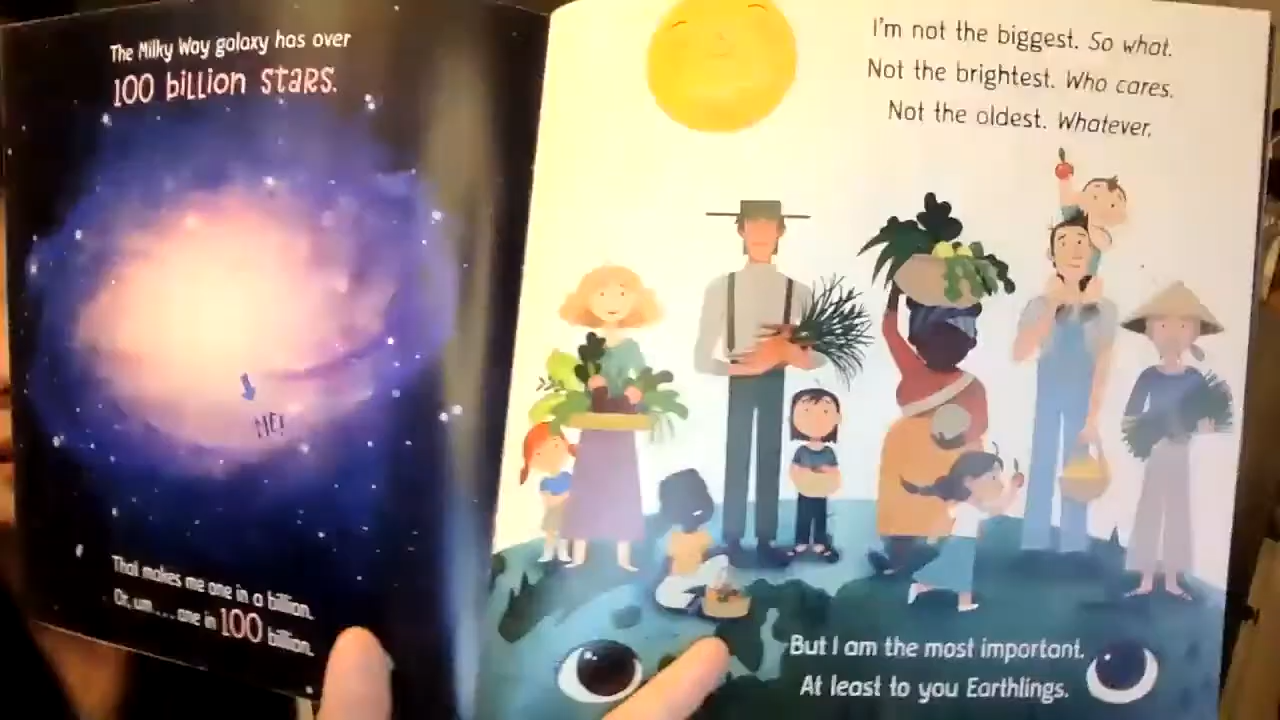 The Milky Way galaxy has over
100 billion stars.
ME!
That makes me one in a billion.
Or, um . . . one in 100 billion.
I'm not the biggest. So what.
Not the brightest. Who cares.
Not the oldest. Whatever.
But I am the most important.
At least to you Earthlings.